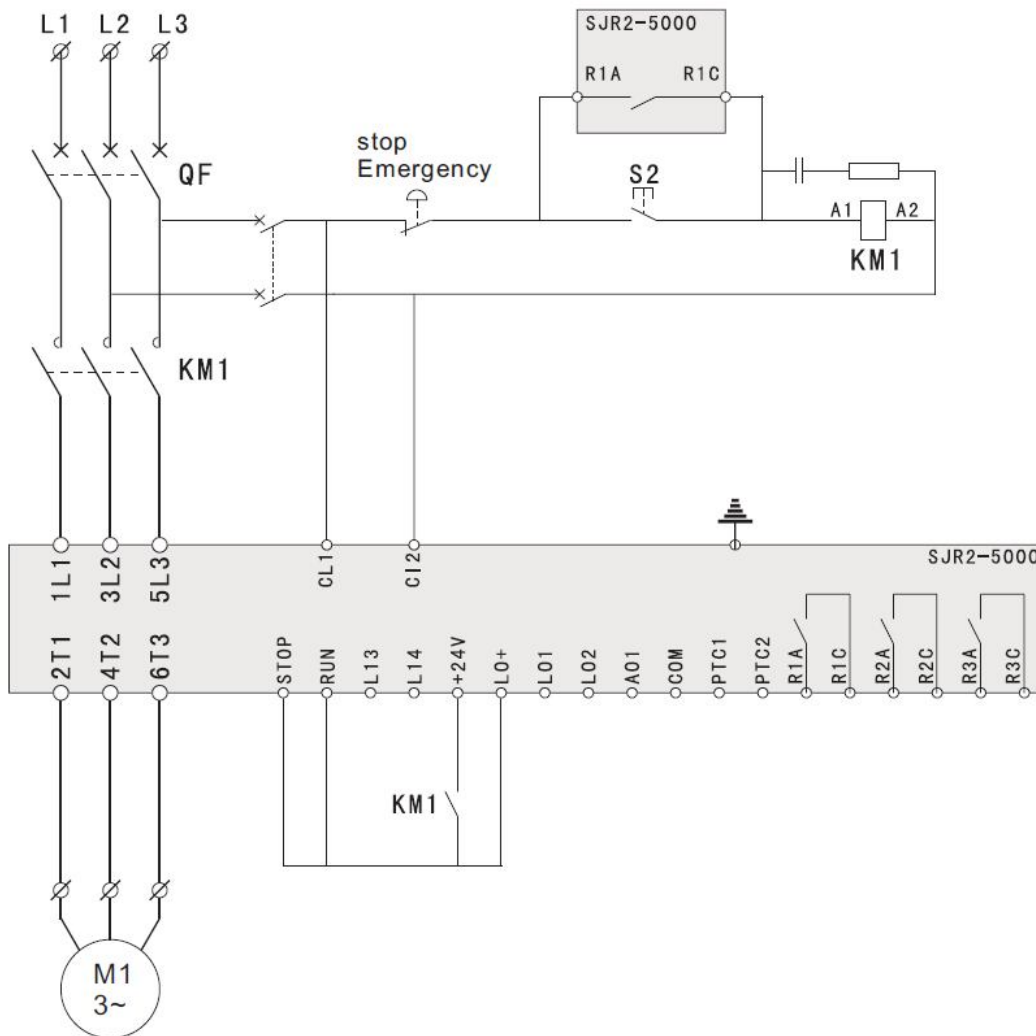 L1 L2 L3
SJR2-5000
R1A R1C
stop
Emergency
QF
S2
A1 A2
KM1
KM1
1L1 3L2 5L3
CL1 CI2
SJR2-5000
2T1 4T2 6T3
STOP RUN L13 L14 +24V LO+ LO1 LO2 AO1 COM PTC1 PTC2 R1A R1C R2A R2C R3A R3C
KM1
M1
3~